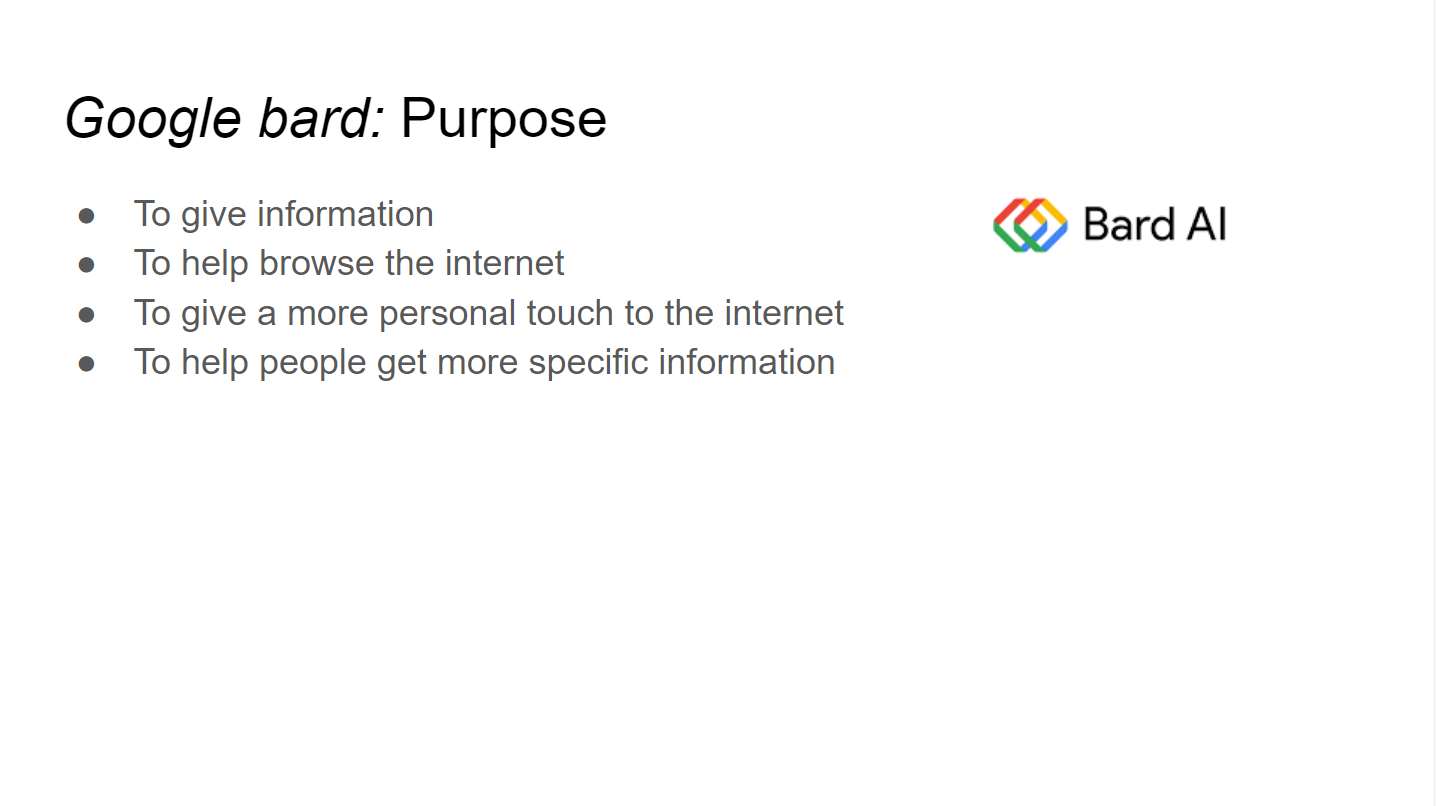 Google bard: Purpose
● To give information
● To help browse the internet
● To give a more personal touch to the internet
● To help people get more specific information
Bard AI